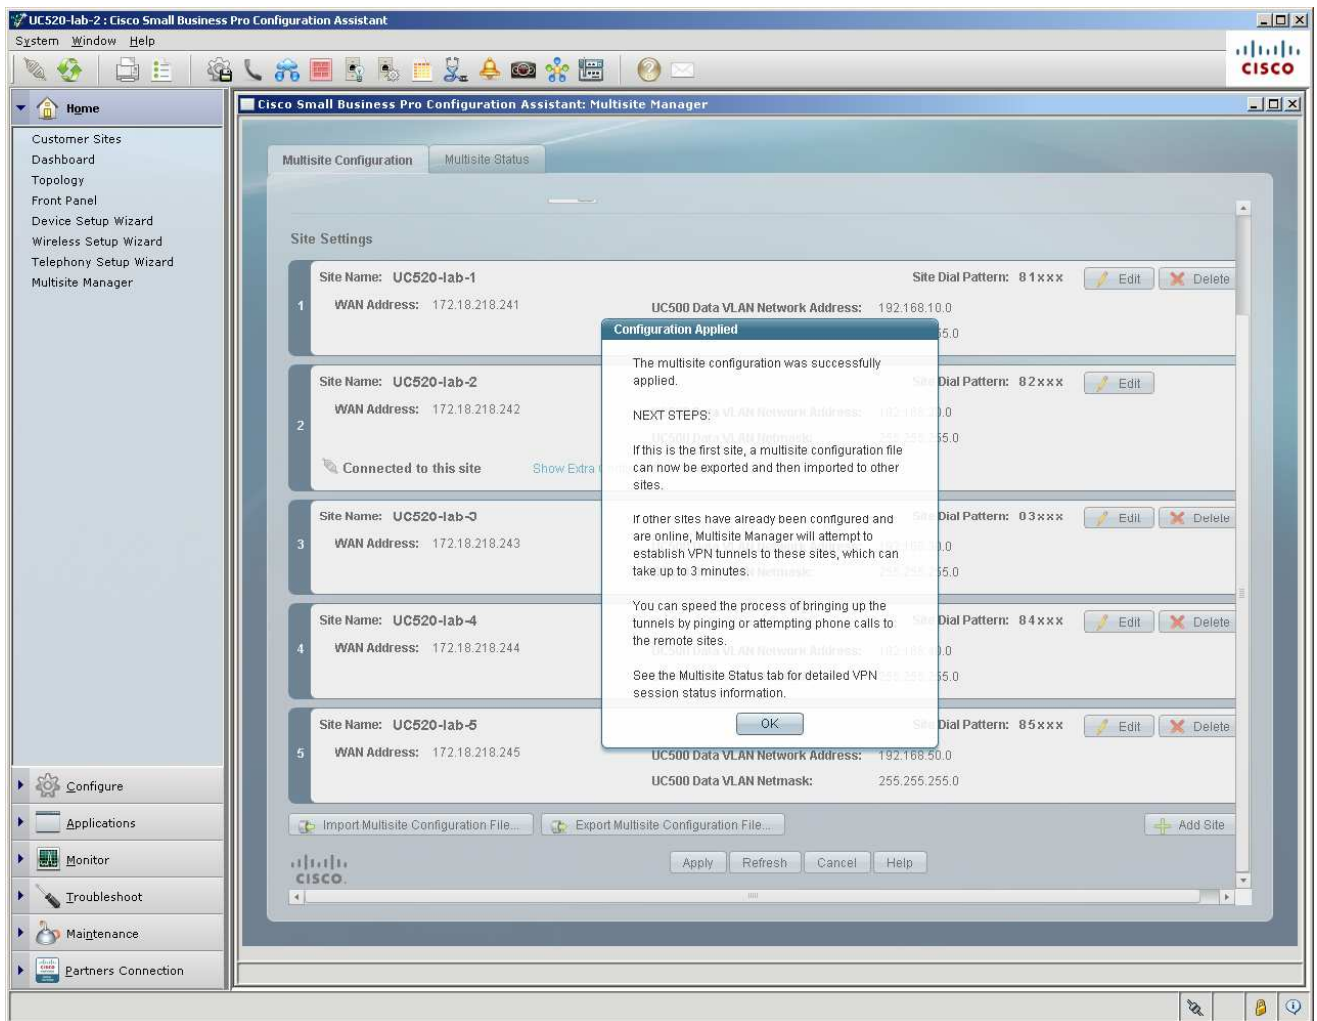 UC520-lab-2 : Cisco Small Business Pro Configuration Assistant
System Window Help
CISCO
Home
Customer Sites
Dashboard
Topology
Front Panel
Device Setup Wizard
Wireless Setup Wizard
Telephony Setup Wizard
Multisite Manager
Configure
Applications
Monitor
Troubleshoot
Maintenance
Partners Connection
Cisco Small Business Pro Configuration Assistant: Multisite Manager
Multisite Configuration Multisite Status
Site Settings
1
Site Name: UC520-lab-1 Site Dial Pattern: 81xxx Edit Delete
WAN Address: 172.18.218.241 UC500 Data VLAN Network Address: 192.168.10.0
55.0
2
Site Name: UC520-lab-2 Dial Pattern: 82xxx Edit
WAN Address: 172.18.218.242
55.0
Connected to this site Show Extra
3
Site Name: UC520-lab-3 Dial Pattern: 83xxx Edit Delete
WAN Address: 172.18.218.243
55.0
4
Site Name: UC520-lab-4 Dial Pattern: 84xxx Edit Delete
WAN Address: 172.18.218.244
55.0
5
Site Name: UC520-lab-5 Dial Pattern: 85xxx Edit Delete
WAN Address: 172.18.218.245 UC500 Data VLAN Network Address: 192.168.50.0
UC500 Data VLAN Netmask: 255.255.255.0
Configuration Applied
The multisite configuration was successfully
applied.
NEXT STEPS:
If this is the first site, a multisite configuration file
can now be exported and then imported to other
sites.
If other sites have already been configured and
are online, Multisite Manager will attempt to
establish VPN tunnels to these sites, which can
take up to 3 minutes.
You can speed the process of bringing up the
tunnels by pinging or attempting phone calls to
the remote sites.
See the Multisite Status tab for detailed VPN
session status information.
OK
Import Multisite Configuration File... Export Multisite Configuration File... Add Site
CISCO.
Apply Refresh Cancel Help